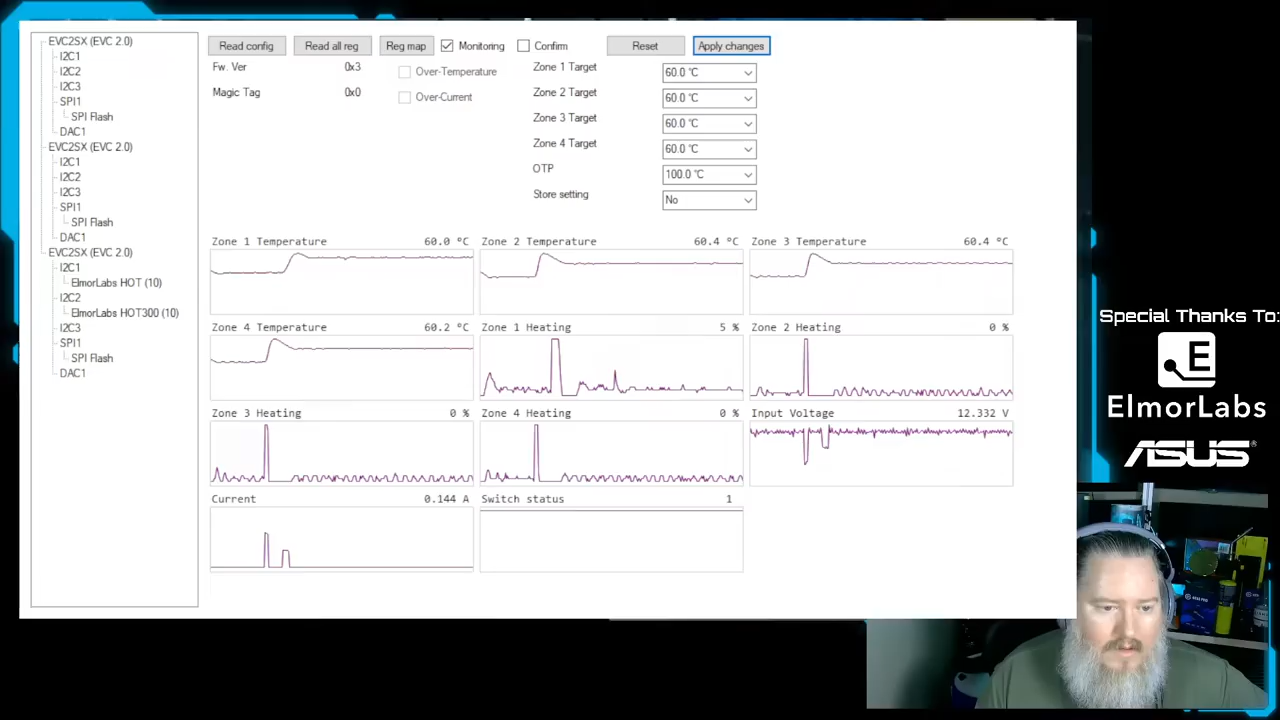 EVC2SX (EVC 2.0)
I2C1
I2C2
I2C3
SPI1
SPI Flash
DAC1
EVC2SX (EVC 2.0)
I2C1
I2C2
I2C3
SPI1
SPI Flash
DAC1
EVC2SX (EVC 2.0)
I2C1
ElmorLabs HOT (10)
I2C2
ElmorLabs HOT300 (10)
I2C3
SPI1
SPI Flash
DAC1
Read config Read all reg Reg map Monitoring Confirm Reset Apply changes
Fw. Ver 0x3 Over-Temperature Zone 1 Target 60.0 °C
Magic Tag 0x0 Over-Current Zone 2 Target 60.0 °C
Zone 3 Target 60.0 °C
Zone 4 Target 60.0 °C
OTP 100.0 °C
Store setting No
Zone 1 Temperature 60.0 °C Zone 2 Temperature 60.4 °C Zone 3 Temperature 60.4 °C
Zone 4 Temperature 60.2 °C Zone 1 Heating 5 % Zone 2 Heating 0 %
Zone 3 Heating 0 % Zone 4 Heating 0 % Input Voltage 12.332 V
Current 0.144 A Switch status 1
Special Thanks To:
E
ElmorLabs
ASUS